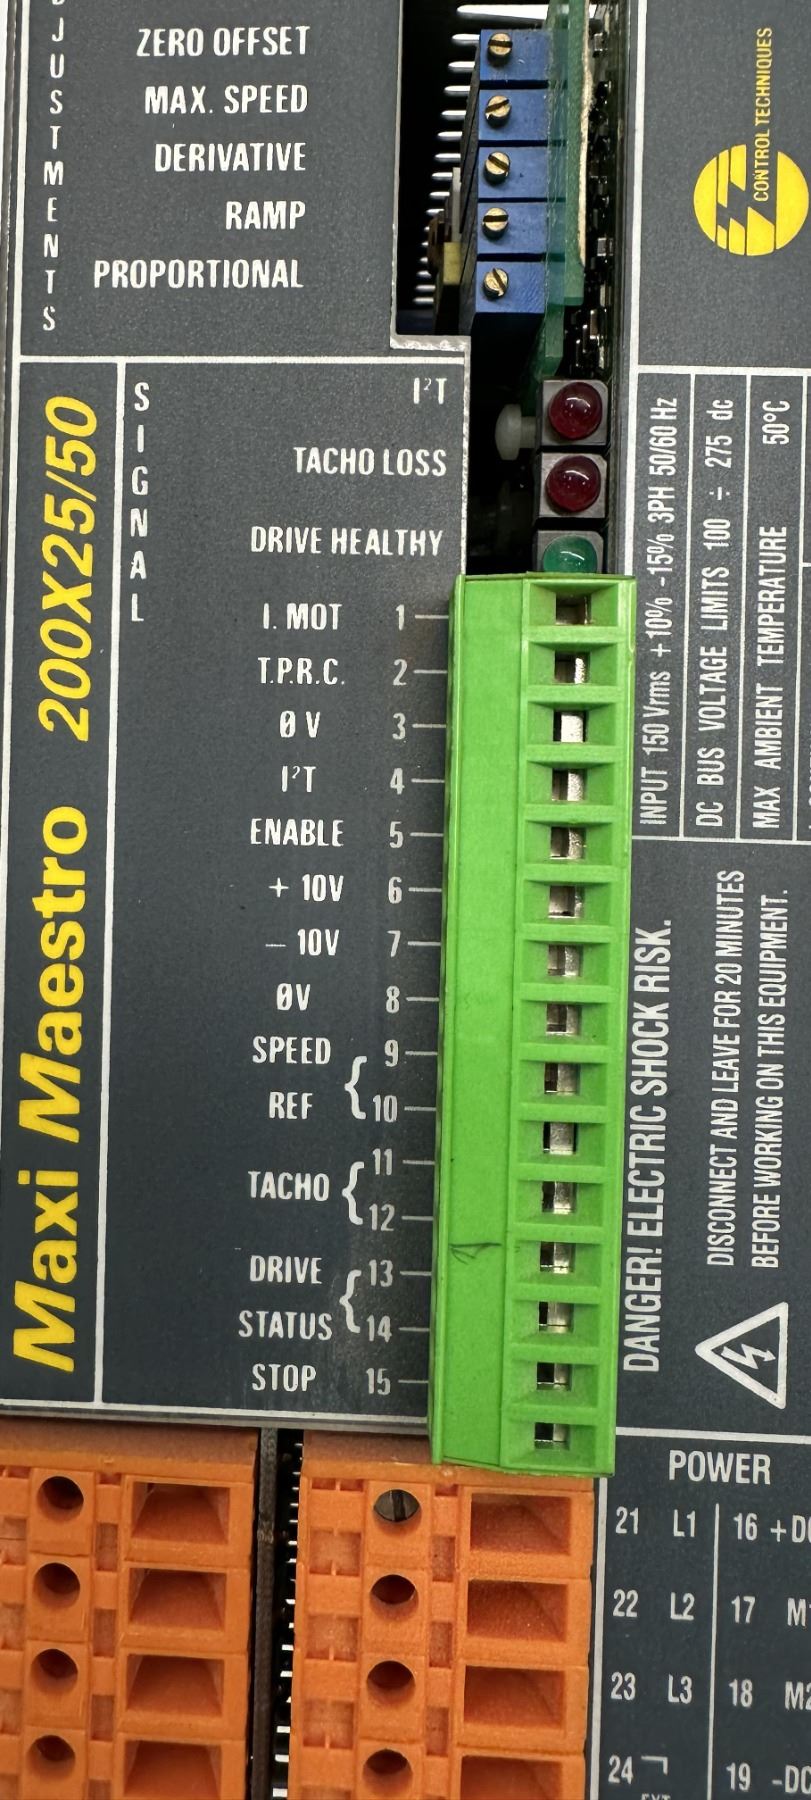 ADJUSTMENTS
ZERO OFFSET
MAX. SPEED
DERIVATIVE
RAMP
PROPORTIONAL
CONTROL TECHNIQUES
Maxi Maestro 200X25/50
SIGNAL
I²T
TACHO LOSS
DRIVE HEALTHY
I. MOT 1
T.P.R.C. 2
0 V 3
I²T 4
ENABLE 5
+ 10V 6
– 10V 7
0V 8
SPEED 9
REF 10
TACHO 11
12
DRIVE 13
STATUS 14
STOP 15
INPUT 150 Vrms +10% -15% 3PH 50/60 Hz
DC BUS VOLTAGE LIMITS 100 ÷ 275 dc
MAX AMBIENT TEMPERATURE 50°C
DANGER! ELECTRIC SHOCK RISK.
DISCONNECT AND LEAVE FOR 20 MINUTES
BEFORE WORKING ON THIS EQUIPMENT.
POWER
21 L1 16 +DC
22 L2 17 M1
23 L3 18 M2
24 19 -DC
EXT